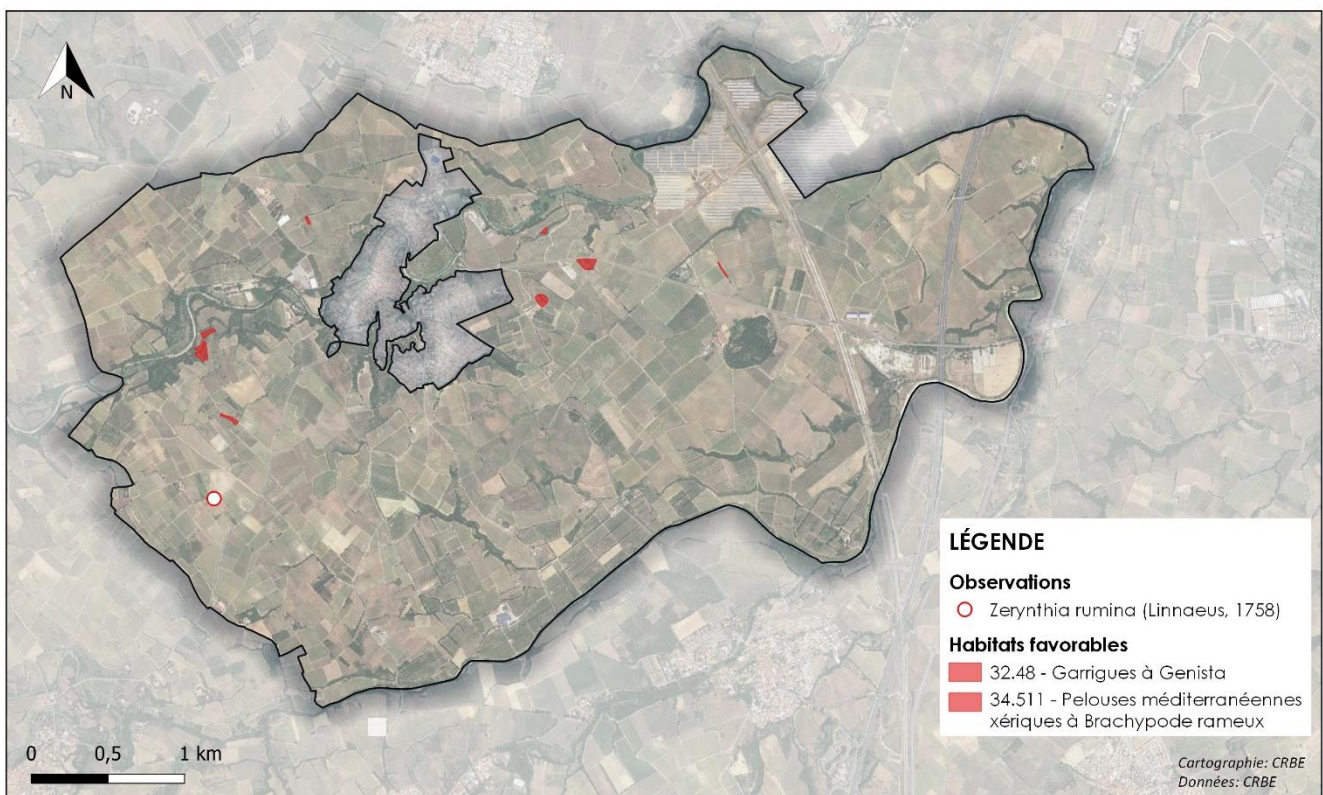 N
LÉGENDE
Observations
Zerynthia rumina (Linnaeus, 1758)
Habitats favorables
32.48 - Garrigues à Genista
34.511 - Pelouses méditerranéennes
xériques à Brachypode rameux
0 0,5 1 km
Cartographie: CRBE
Données: CRBE